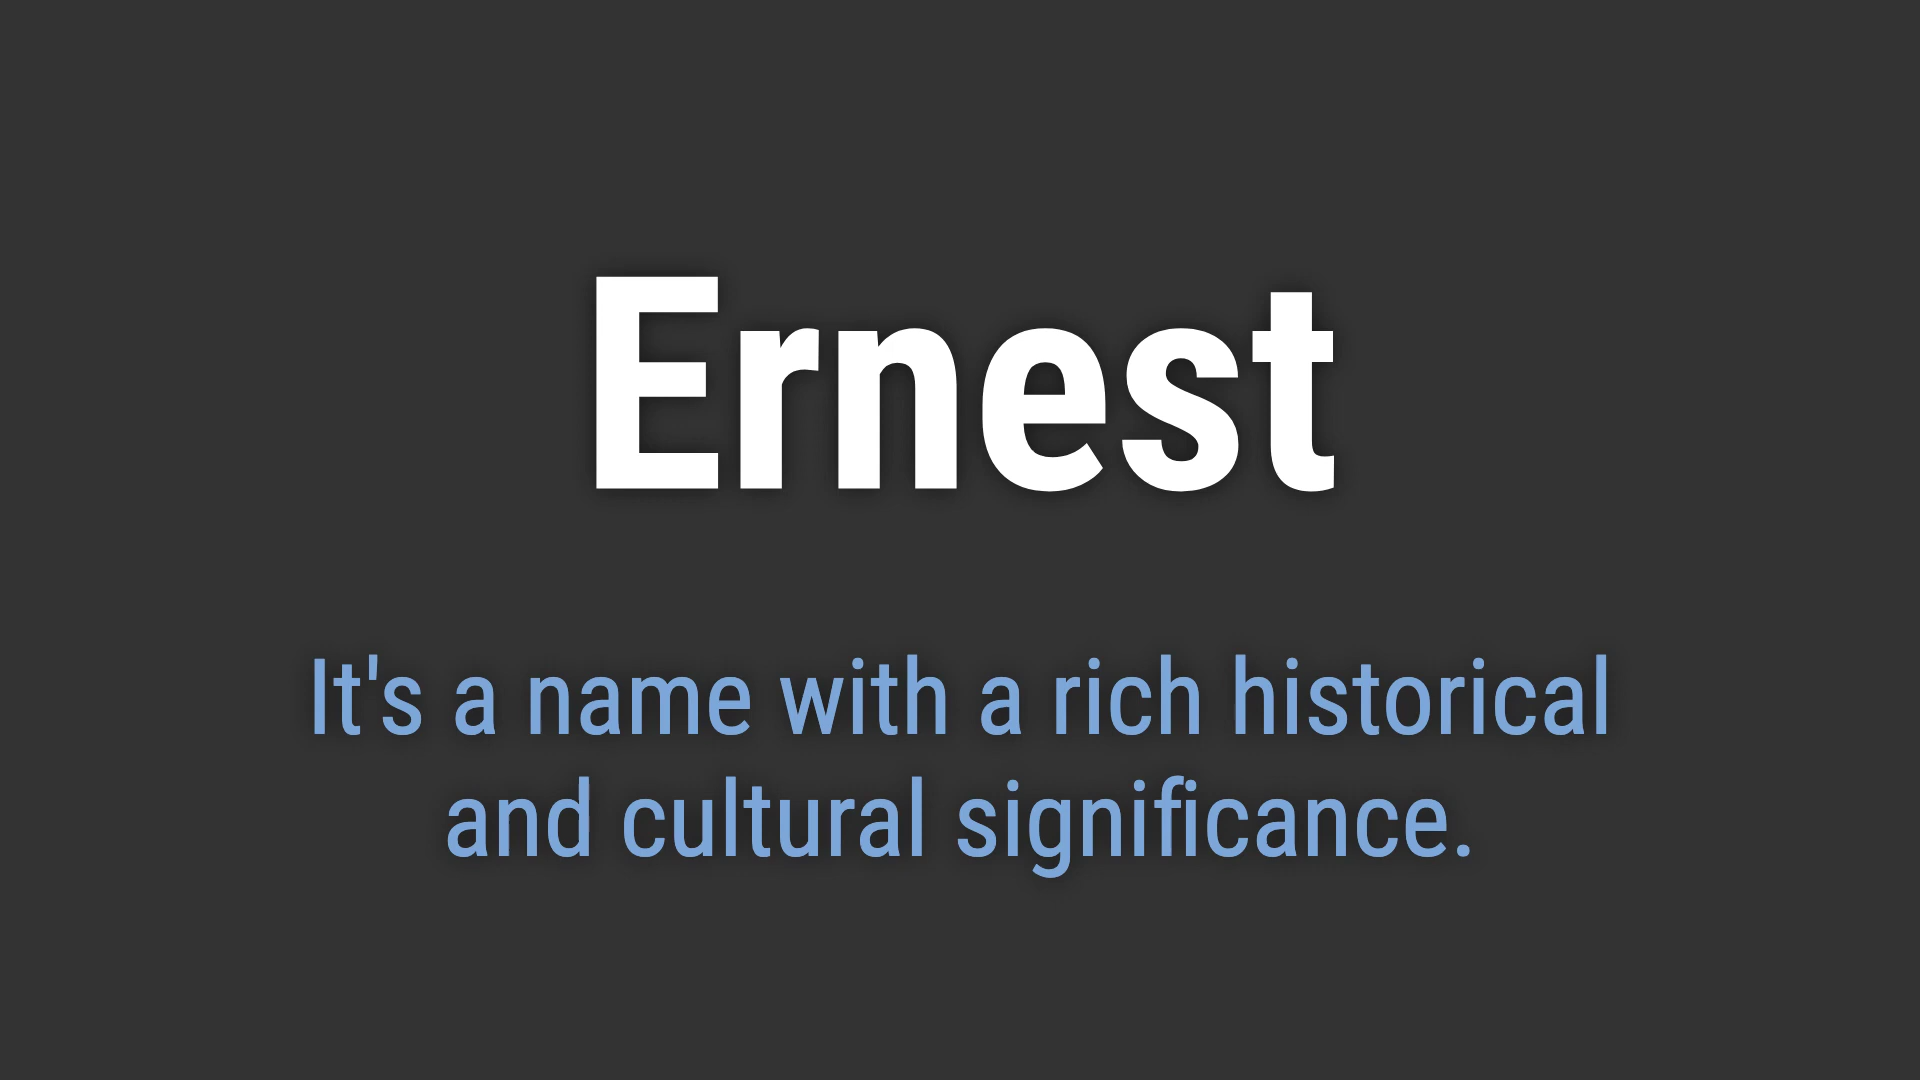 Ernest
It's a name with a rich historical
and cultural significance.